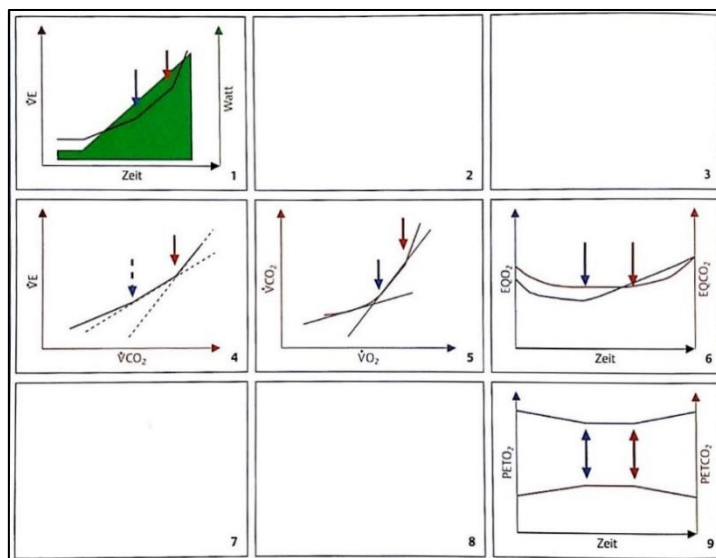 V̇E
Watt
Zeit
1
2
3
V̇E
V̇CO₂
4
V̇CO₂
V̇O₂
5
EQO₂
EQCO₂
Zeit
6
7
8
PETO₂
PETCO₂
Zeit
9